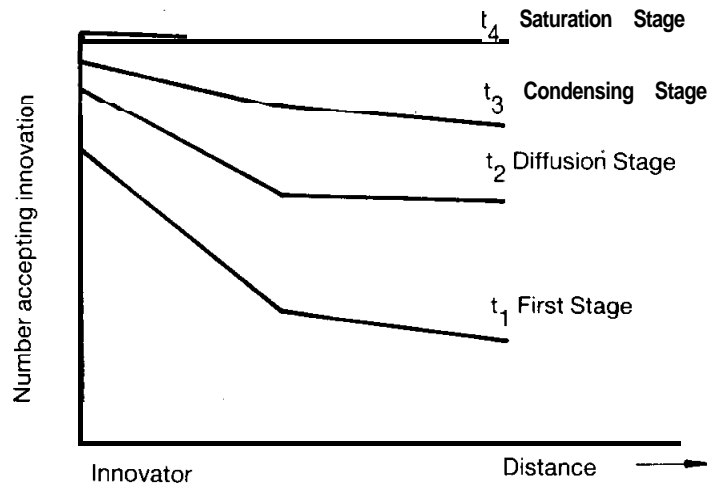 t4 Saturation Stage
t3 Condensing Stage
t2 Diffusion Stage
t1 First Stage
Number accepting innovation
Innovator
Distance